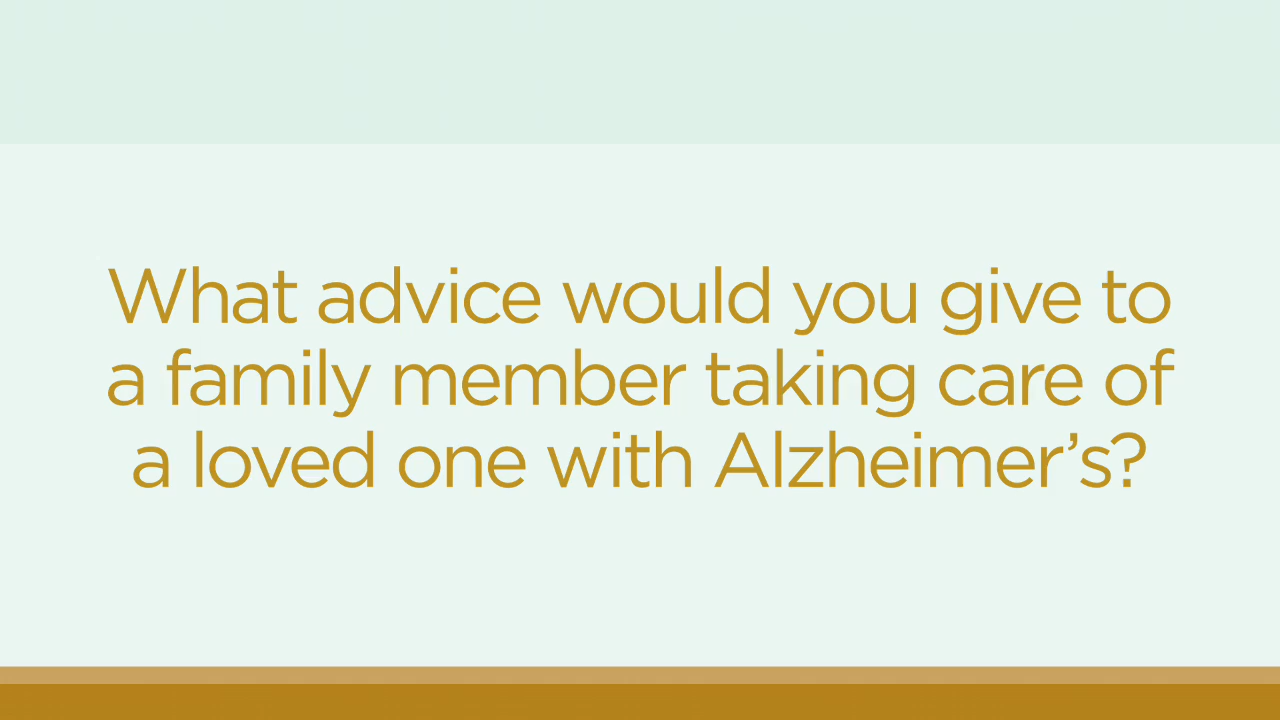 What advice would you give to
a family member taking care of
a loved one with Alzheimer’s?